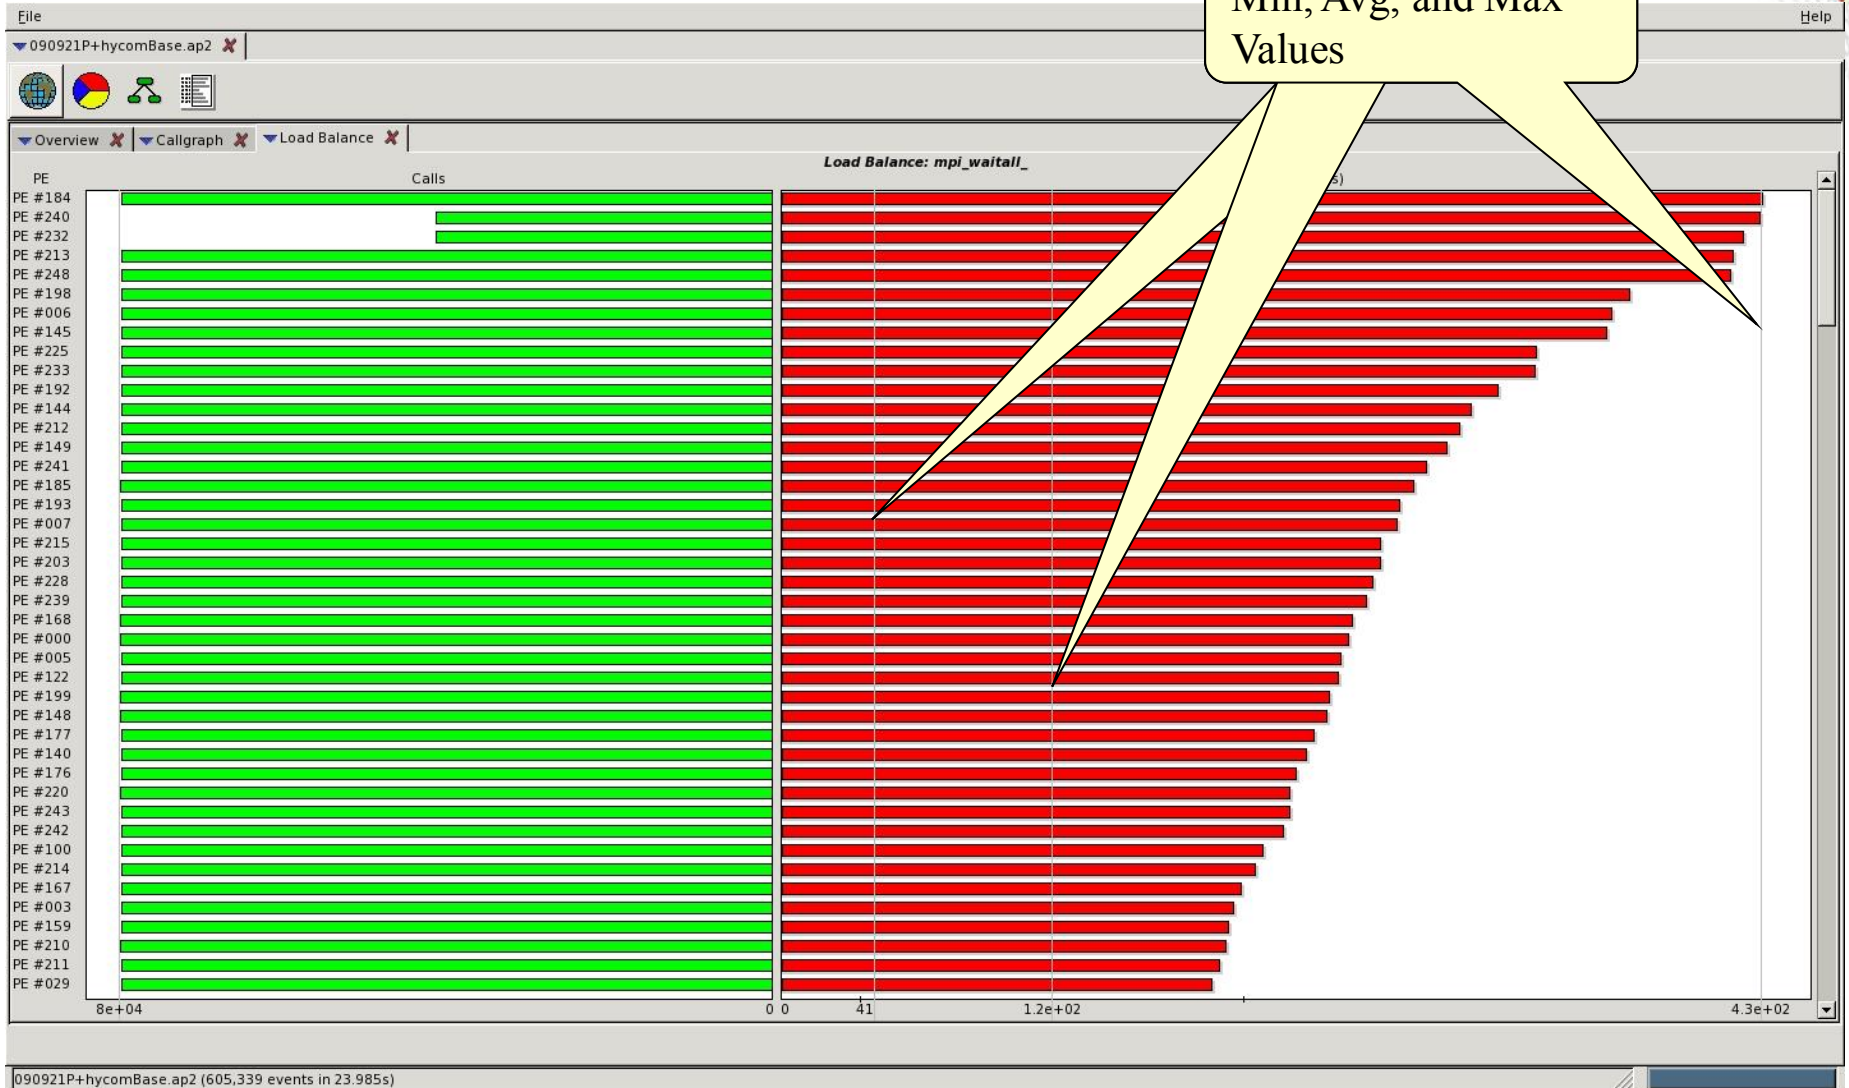 Min, Avg, and Max
Values
File
Help
090921P+hycomBase.ap2
Overview
Callgraph
Load Balance
Load Balance: mpi_waitall_
PE
Calls
s)
PE #184
PE #240
PE #232
PE #213
PE #248
PE #198
PE #006
PE #145
PE #225
PE #233
PE #192
PE #144
PE #212
PE #149
PE #241
PE #185
PE #193
PE #007
PE #215
PE #203
PE #228
PE #239
PE #168
PE #000
PE #005
PE #122
PE #199
PE #148
PE #177
PE #140
PE #176
PE #220
PE #243
PE #242
PE #100
PE #214
PE #167
PE #003
PE #159
PE #210
PE #211
PE #029
8e+04
0 0
41
1.2e+02
4.3e+02
090921P+hycomBase.ap2 (605,339 events in 23.985s)